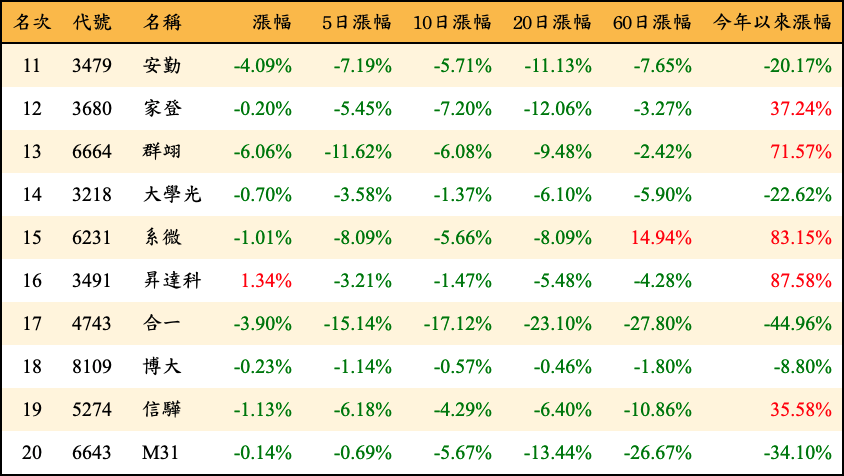 名次 代號 名稱 漲幅 5日漲幅 10日漲幅 20日漲幅 60日漲幅 今年以來漲幅
11 3479 安勤 -4.09% -7.19% -5.71% -11.13% -7.65% -20.17%
12 3680 家登 -0.20% -5.45% -7.20% -12.06% -3.27% 37.24%
13 6664 群翊 -6.06% -11.62% -6.08% -9.48% -2.42% 71.57%
14 3218 大學光 -0.70% -3.58% -1.37% -6.10% -5.90% -22.62%
15 6231 系微 -1.01% -8.09% -5.66% -8.09% 14.94% 83.15%
16 3491 昇達科 1.34% -3.21% -1.47% -5.48% -4.28% 87.58%
17 4743 合一 -3.90% -15.14% -17.12% -23.10% -27.80% -44.96%
18 8109 博大 -0.23% -1.14% -0.57% -0.46% -1.80% -8.80%
19 5274 信驊 -1.13% -6.18% -4.29% -6.40% -10.86% 35.58%
20 6643 M31 -0.14% -0.69% -5.67% -13.44% -26.67% -34.10%